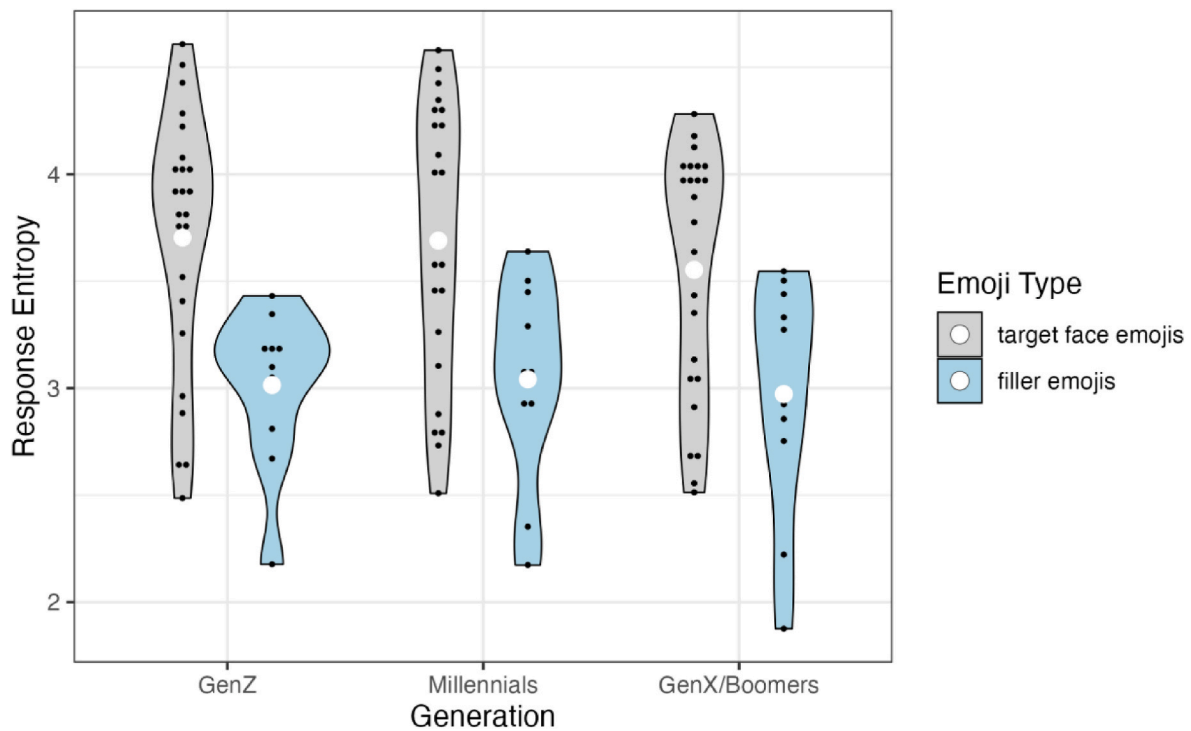 Response Entropy
4
3
2
GenZ
Millennials
GenX/Boomers
Generation
Emoji Type
target face emojis
filler emojis